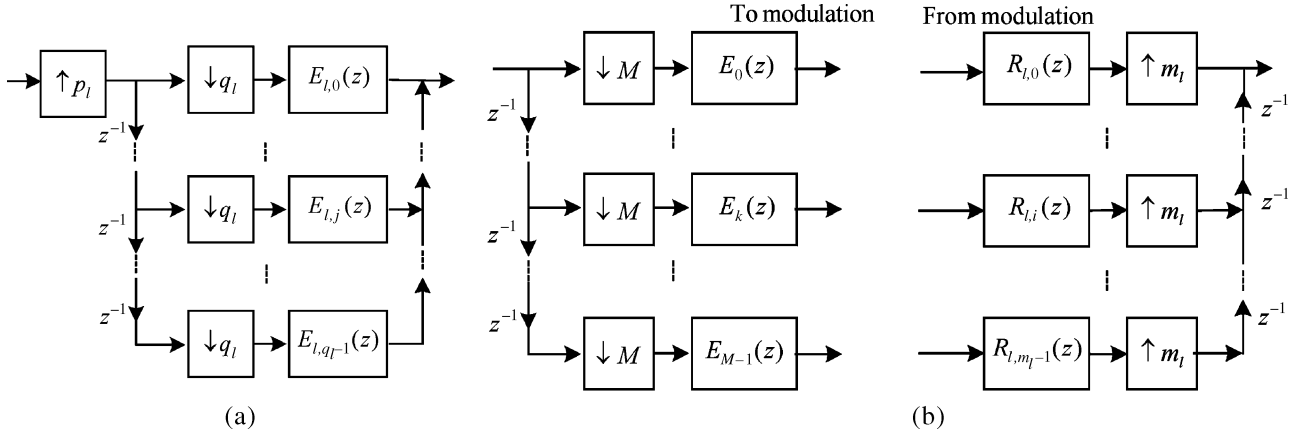 To modulation From modulation
↑ p_l ↓ q_l E_{l,0}(z) ↓ M E_0(z) R_{l,0}(z) ↑ m_l
z^{-1} z^{-1} z^{-1}
↓ q_l E_{l,j}(z) ↓ M E_k(z) R_{l,i}(z) ↑ m_l
z^{-1} z^{-1} z^{-1}
z^{-1} z^{-1} z^{-1}
↓ q_l E_{l,q_l-1}(z) ↓ M E_{M-1}(z) R_{l,m_l-1}(z) ↑ m_l
(a) (b)